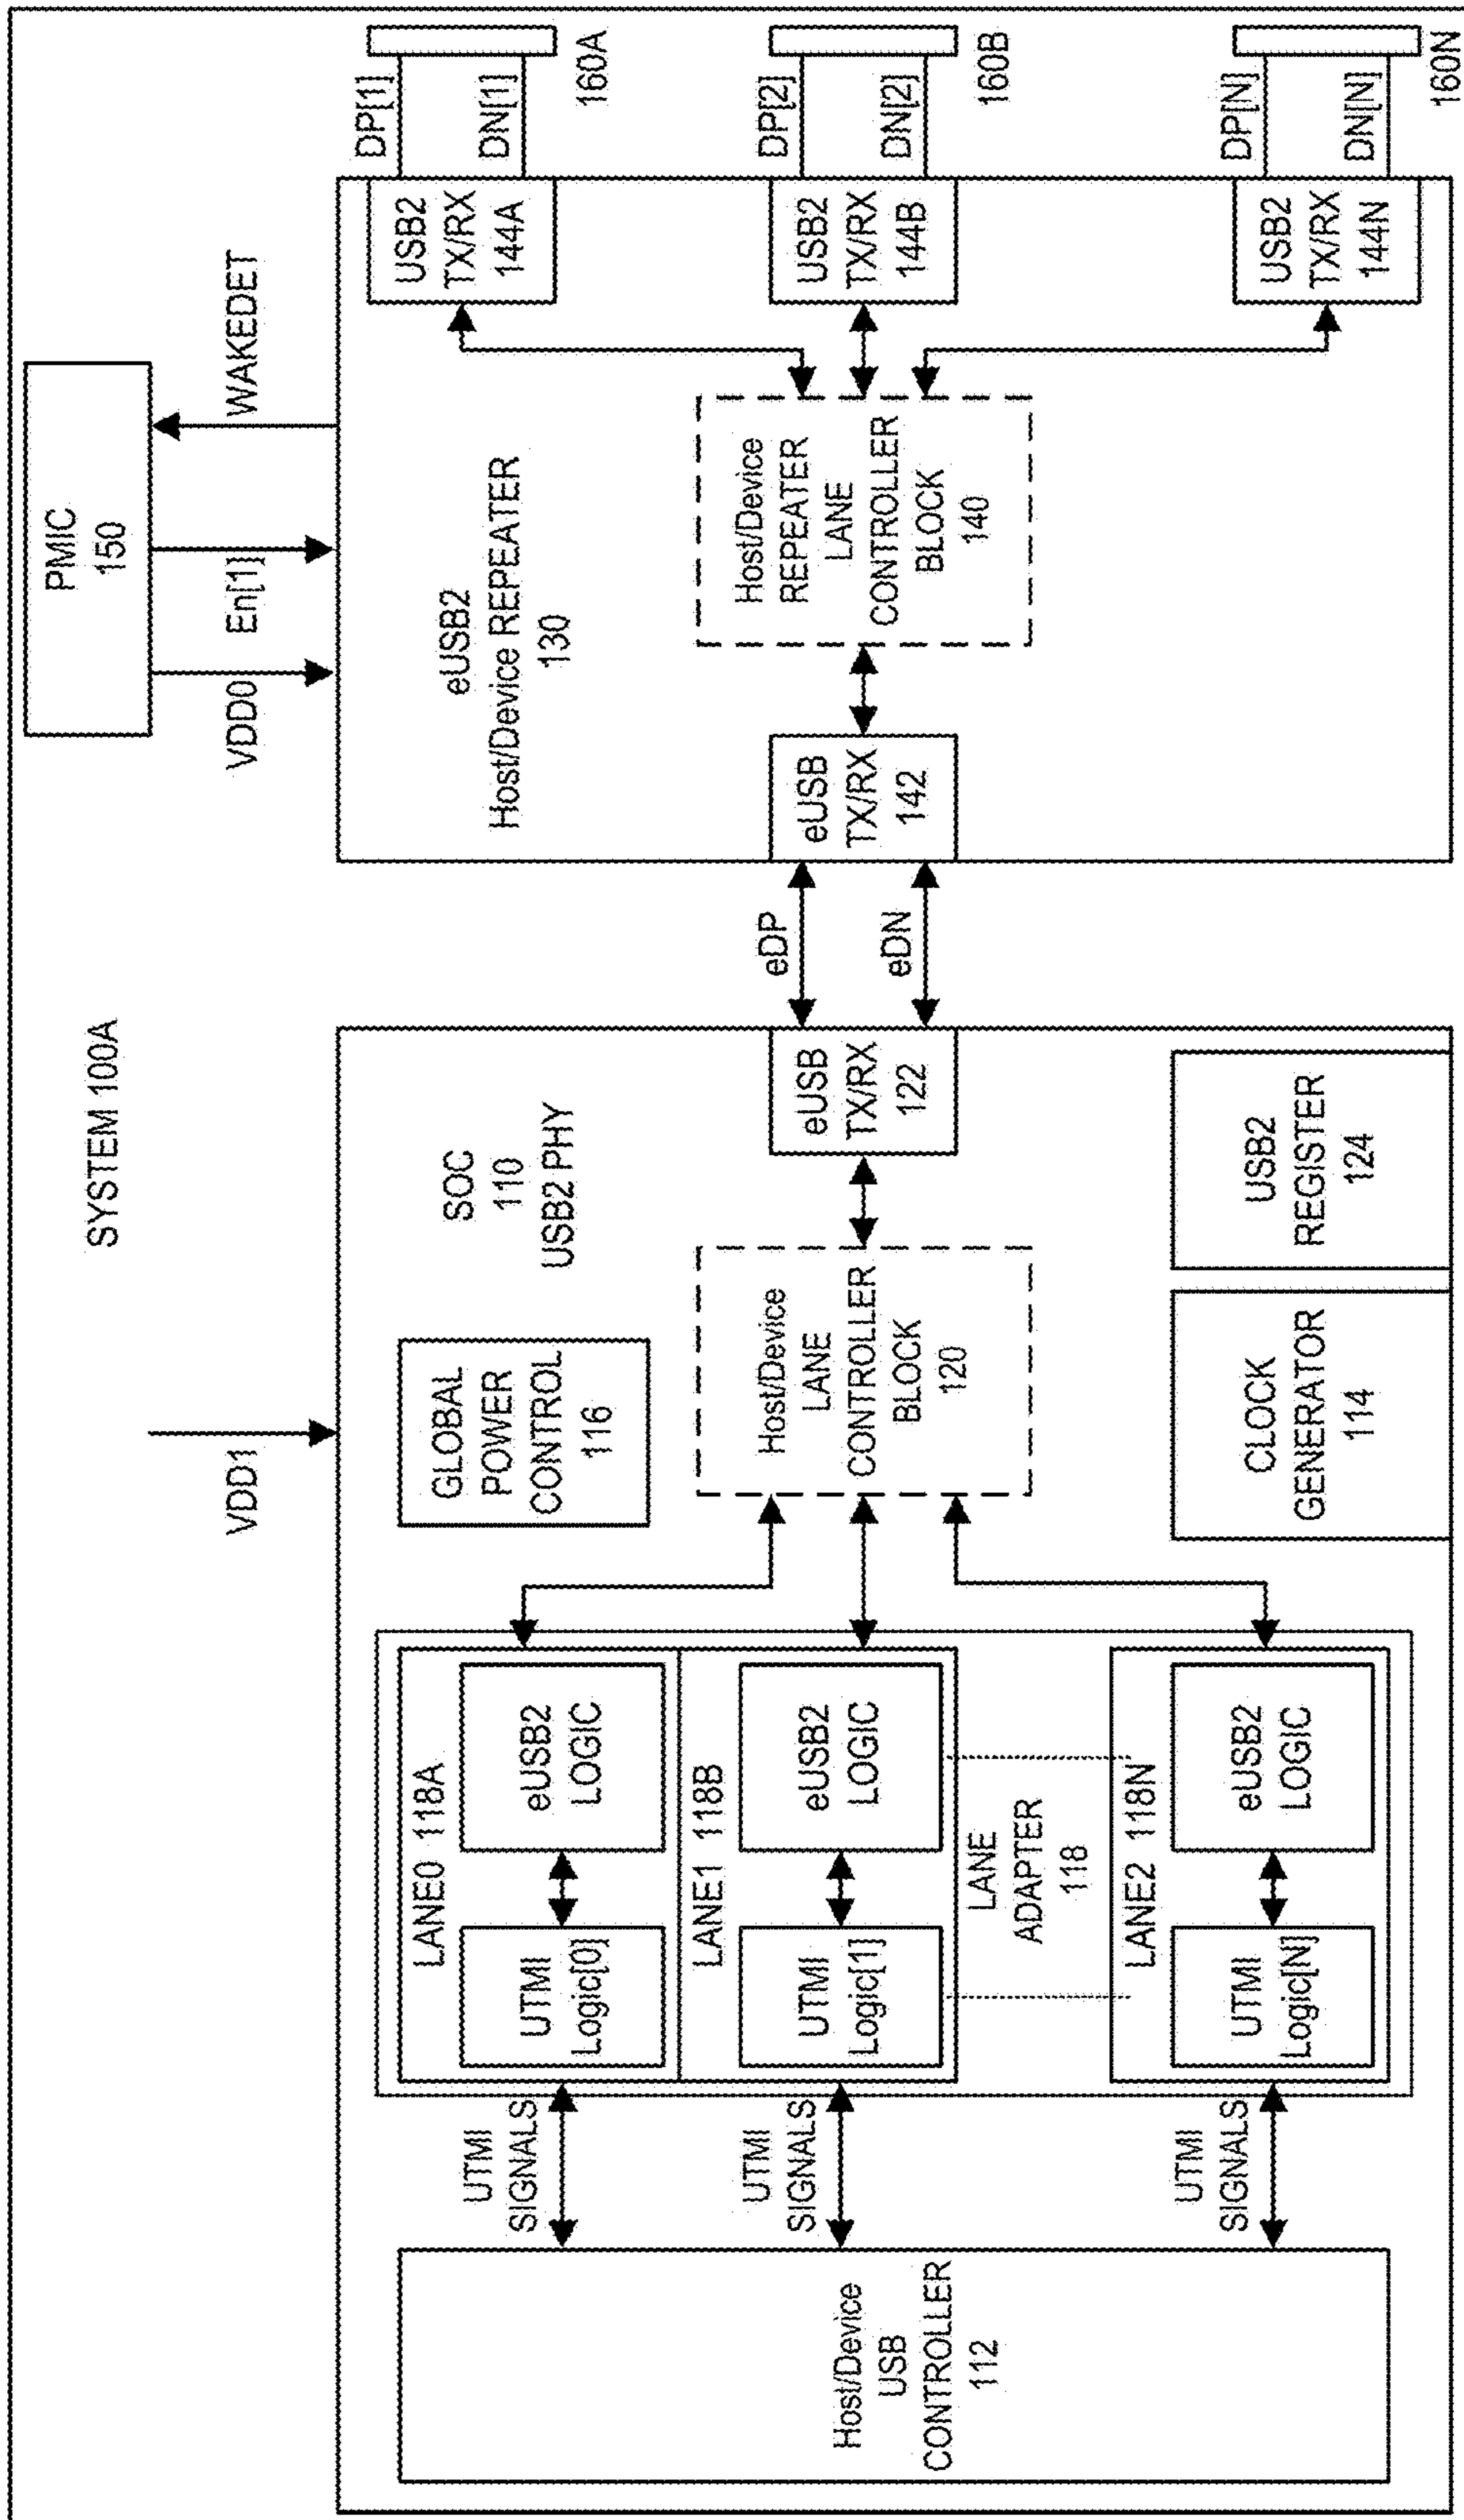 SYSTEM 100A
PMIC
150
VDD0
En[1]
WAKEDET
VDD1
SOC
110
USB2 PHY
GLOBAL
POWER
CONTROL
116
Host/Device
USB
CONTROLLER
112
UTMI
SIGNALS
UTMI
SIGNALS
UTMI
SIGNALS
LANE0 118A
UTMI
Logic[0]
eUSB2
LOGIC
LANE1 118B
UTMI
Logic[1]
eUSB2
LOGIC
LANE
ADAPTER
118
LANE2 118N
UTMI
Logic[N]
eUSB2
LOGIC
Host/Device
LANE
CONTROLLER
BLOCK
120
CLOCK
GENERATOR
114
USB2
REGISTER
124
eUSB
TX/RX
122
eDP
eDN
eUSB2
Host/Device REPEATER
130
eUSB
TX/RX
142
Host/Device
REPEATER
LANE
CONTROLLER
BLOCK
140
USB2
TX/RX
144A
DP[1]
DN[1]
160A
USB2
TX/RX
144B
DP[2]
DN[2]
160B
USB2
TX/RX
144N
DP[N]
DN[N]
160N